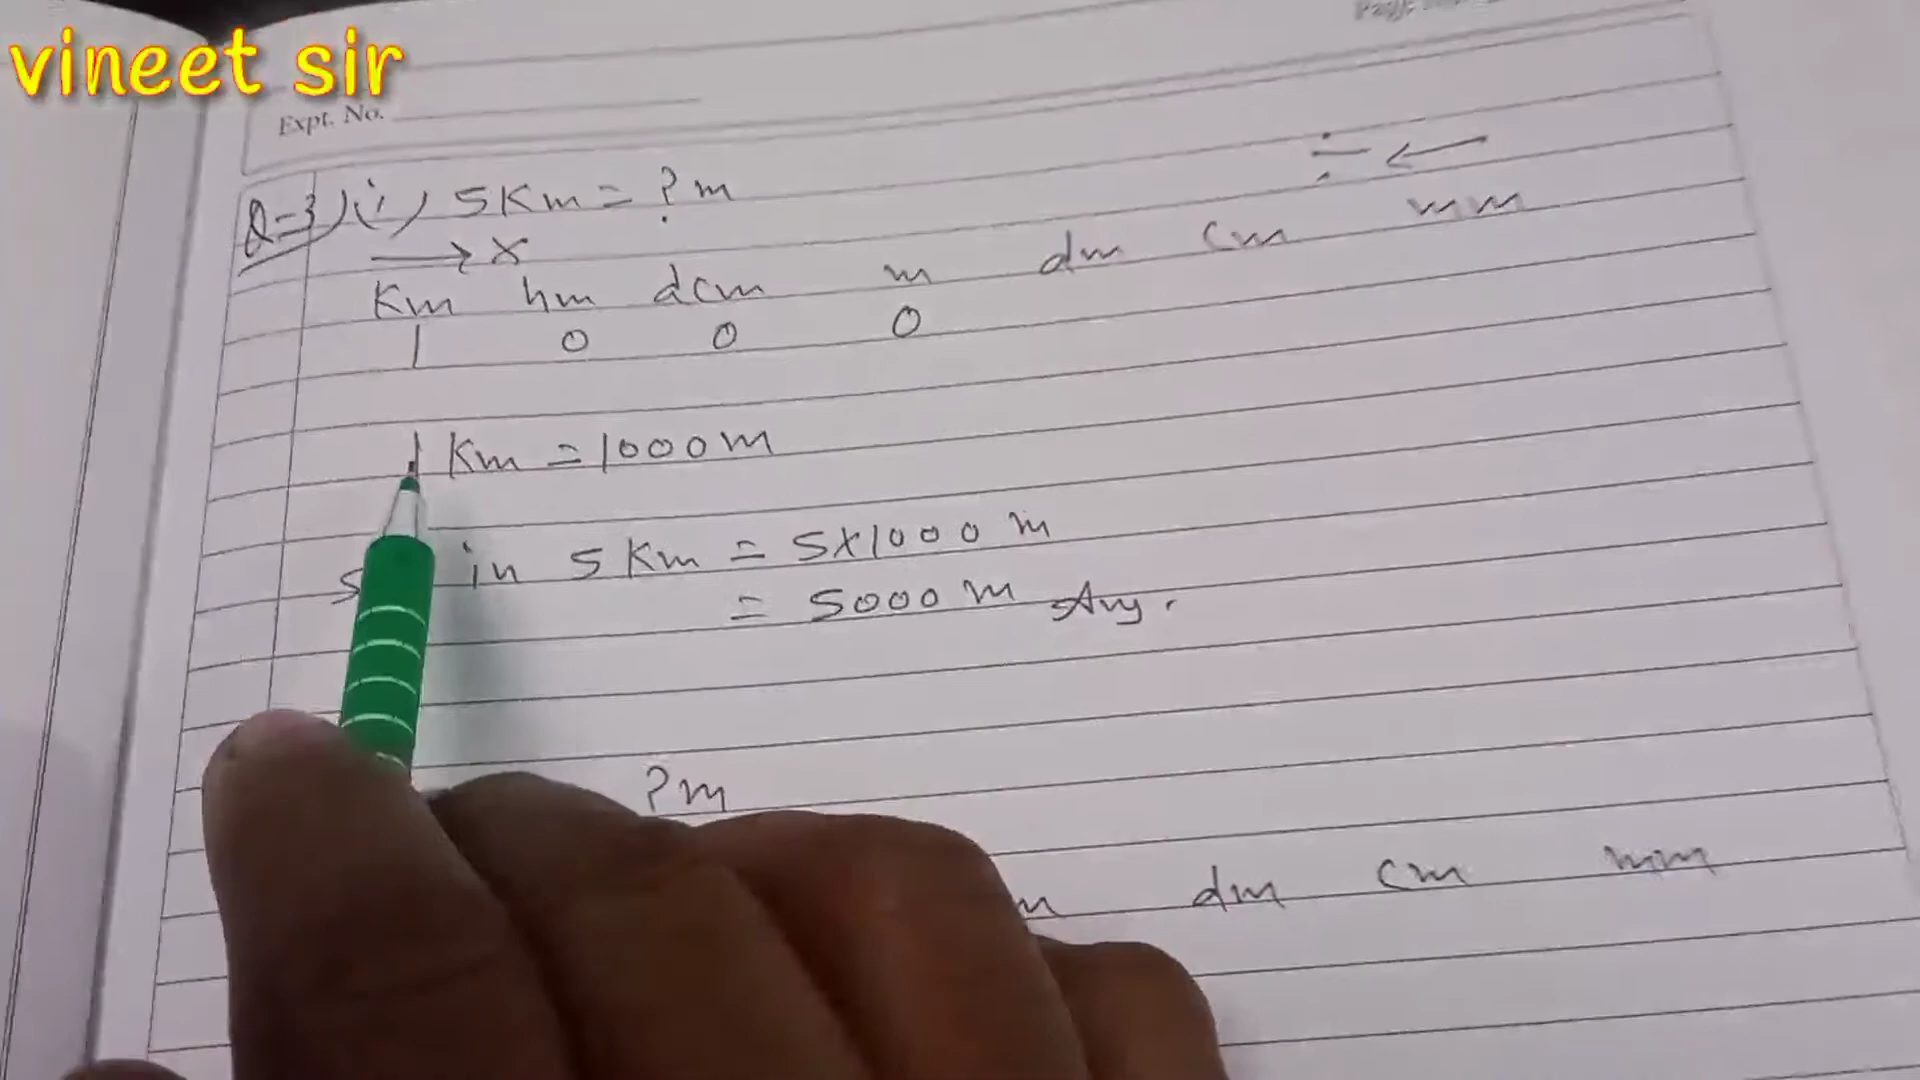 vineet sir
Expt. No.
Q-3) (i) 5Km = ? m
→ X
÷ ←
Km hm dcm m dm cm mm
1 0 0 0
1 Km = 1000 m
in 5 Km = 5X1000 m
= 5000 m Ans.
? m
dm cm mm